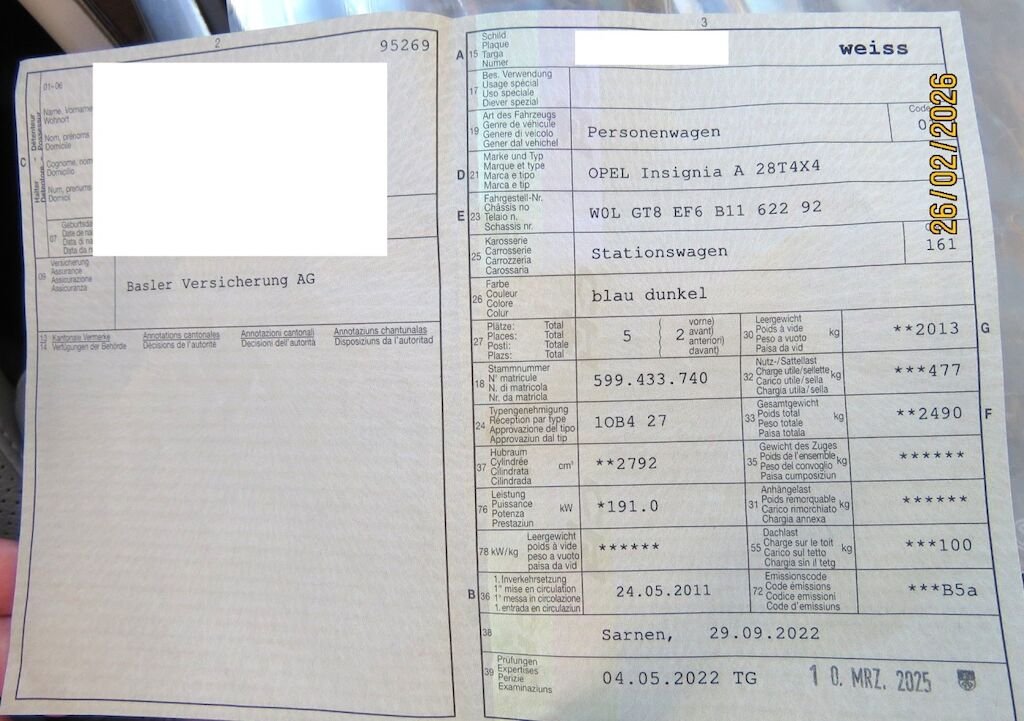 2
95269
01-06
Name, Vorname
Wohnort
Nom, prénoms
Domicile
Cognome, nom
Domicilio
Num, prenums
Domicil
C
07
Geburtsda
Date de na
Data di na
Data da n
09
Versicherung
Assurance
Assicurazione
Assicuranza
Basler Versicherung AG
13 Kantonale Vermerke
14 Verfügungen der Behörde
Annotations cantonales
Décisions de l'autorité
Annotazioni cantonali
Decisioni dell'autorità
Annotaziuns chantunalas
Disposiziuns da l'autoritad
3
A 15
Schild
Plaque
Targa
Numer
weiss
17
Bes. Verwendung
Usage spécial
Uso speciale
Diever spezial
19
Art des Fahrzeugs
Genre de véhicule
Genere di veicolo
Gener dal vehichel
Personenwagen
Code
0
D 21
Marke und Typ
Marque et type
Marca e tipo
Marca e tip
OPEL Insignia A 28T4X4
26/02/2026
E 23
Fahrgestell-Nr.
Châssis no
Telaio n.
Schassis nr.
W0L GT8 EF6 B11 622 92
25
Karosserie
Carrosserie
Carrozzeria
Carossaria
Stationswagen
161
26
Farbe
Couleur
Colore
Colur
blau dunkel
27
Plätze: Total
Places: Total
Posti: Totale
Plazs: Total
5
2
vorne)
avant)
anteriori)
davant)
30
Leergewicht
Poids à vide
Peso a vuoto
Paisa da vid
kg
**2013
G
18
Stammnummer
N° matricule
N. di matricola
Nr. da matricla
599.433.740
32
Nutz-/Sattellast
Charge utile/sellette
Carico utile/sella
Chargia utila/sella
kg
***477
24
Typengenehmigung
Réception par type
Approvazione del tipo
Approvaziun dal tip
1OB4 27
33
Gesamtgewicht
Poids total
Peso totale
Paisa totala
kg
**2490
F
37
Hubraum
Cylindrée
Cilindrata
Cilindrada
cm³
**2792
35
Gewicht des Zuges
Poids de l'ensemble
Peso del convoglio
Paisa cumposiziun
kg
******
76
Leistung
Puissance
Potenza
Prestaziun
kW
*191.0
31
Anhängelast
Poids remorquable
Carico rimorchiato
Chargia annexa
kg
******
78 kW/kg
Leergewicht
poids à vide
peso a vuoto
paisa da vid
******
55
Dachlast
Charge sur le toit
Carico sul tetto
Chargia sin il tetg
kg
***100
B 36
1. Inverkehrsetzung
1re mise en circulation
1a messa in circolazione
1. entrada en circulaziun
24.05.2011
72
Emissionscode
Code émissions
Codice emissioni
Code d'emissiuns
***B5a
38
Sarnen, 29.09.2022
39
Prüfungen
Expertises
Perizie
Examinaziuns
04.05.2022 TG
10. MRZ. 2025